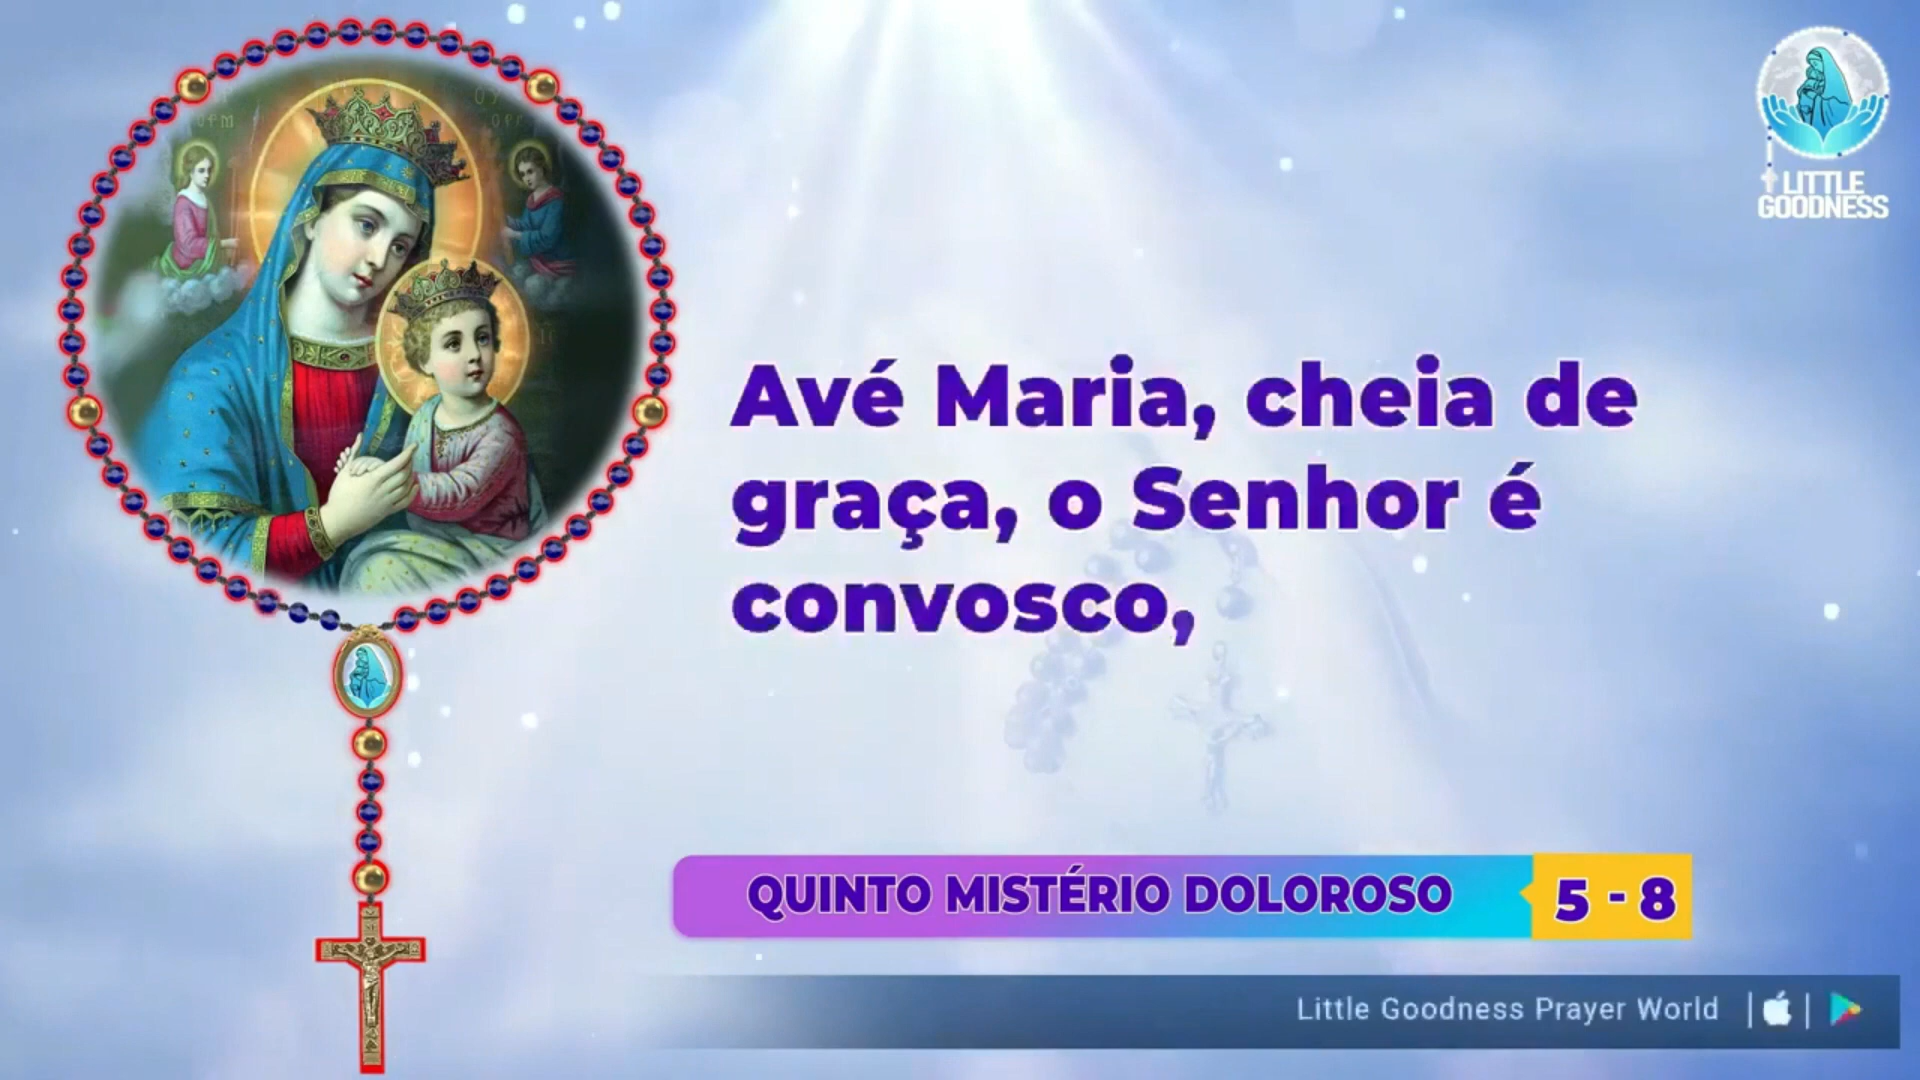 LITTLE
GOODNESS
Avé Maria, cheia de
graça, o Senhor é
convosco,
QUINTO MISTÉRIO DOLOROSO 5 - 8
Little Goodness Prayer World